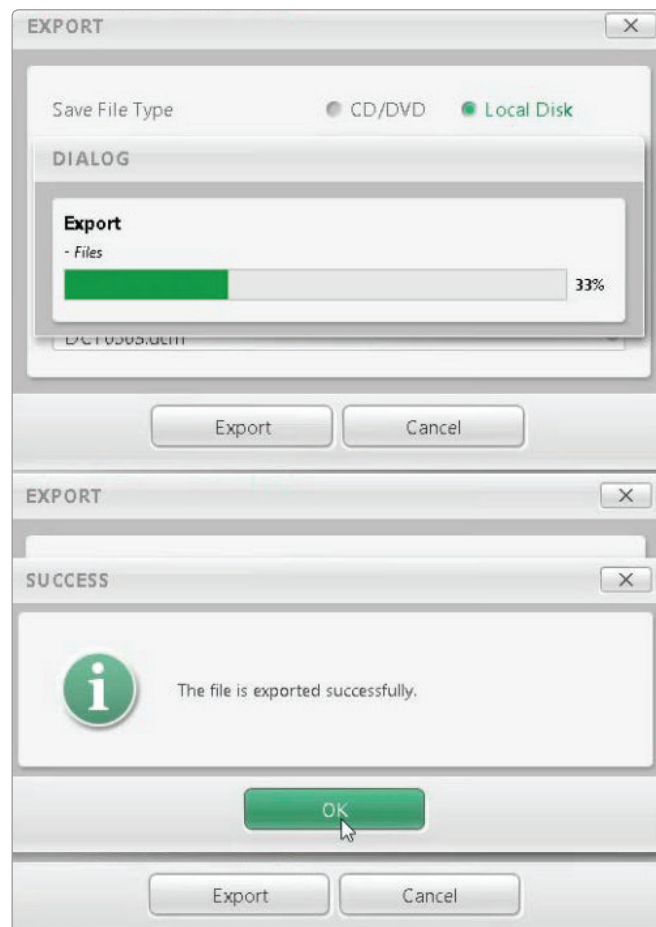 EXPORT
Save File Type CD/DVD Local Disk
DIALOG
Export
- Files
33%
Export Cancel
EXPORT
SUCCESS
The file is exported successfully.
OK
Export Cancel